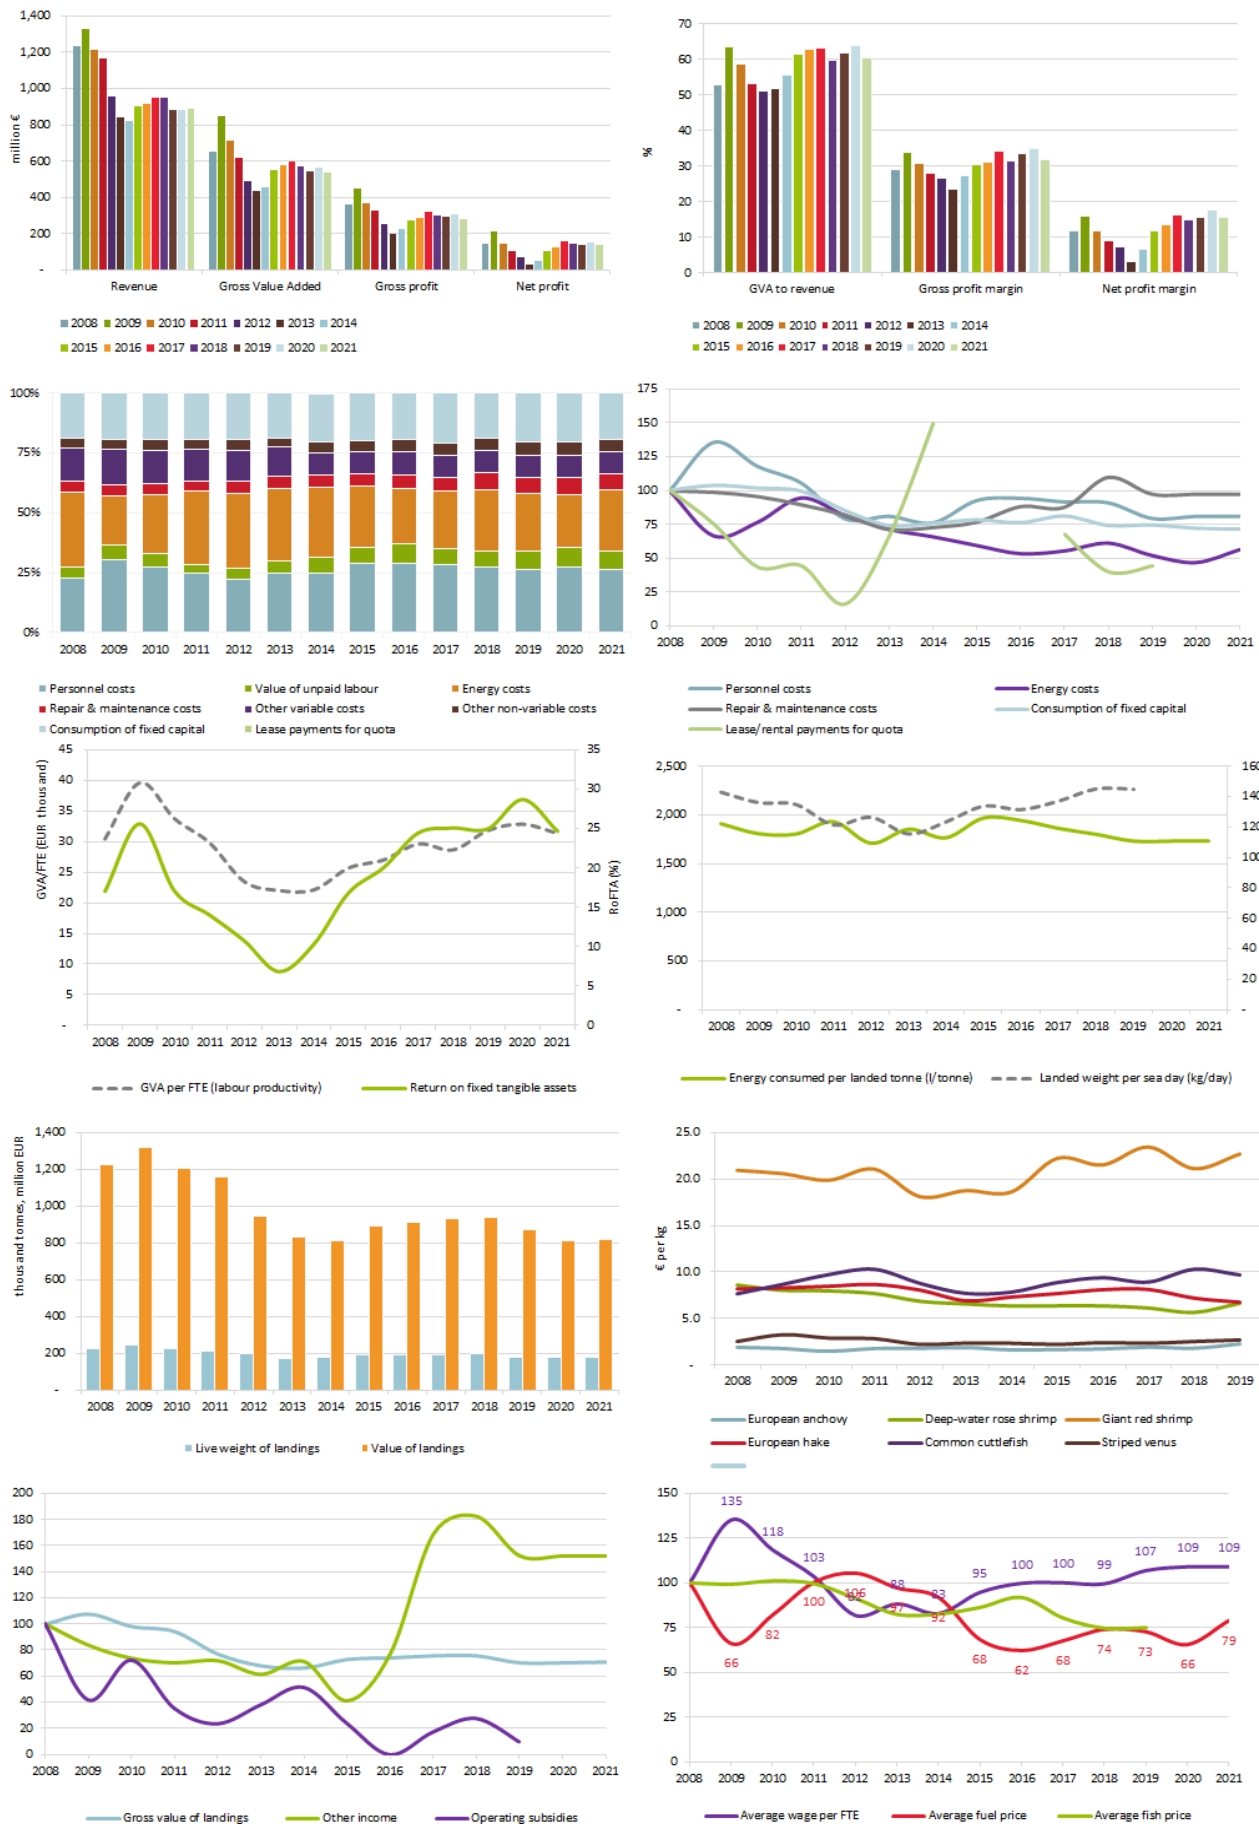 1,400
1,200
1,000
800
600
400
200
-
million €
Revenue Gross Value Added Gross profit Net profit
2008 2009 2010 2011 2012 2013 2014
2015 2016 2017 2018 2019 2020 2021
70
60
50
40
30
20
10
0
%
GVA to revenue Gross profit margin Net profit margin
2008 2009 2010 2011 2012 2013 2014
2015 2016 2017 2018 2019 2020 2021
100%
75%
50%
25%
0%
2008 2009 2010 2011 2012 2013 2014 2015 2016 2017 2018 2019 2020 2021
Personnel costs Value of unpaid labour Energy costs
Repair & maintenance costs Other variable costs Other non-variable costs
Consumption of fixed capital Lease payments for quota
175
150
125
100
75
50
25
0
2008 2009 2010 2011 2012 2013 2014 2015 2016 2017 2018 2019 2020 2021
Personnel costs Energy costs
Repair & maintenance costs Consumption of fixed capital
Lease/rental payments for quota
45
40
35
30
25
20
15
10
5
-
GVA/FTE (EUR thousand)
35
30
25
20
15
10
5
0
RoFTA (%)
2008 2009 2010 2011 2012 2013 2014 2015 2016 2017 2018 2019 2020 2021
GVA per FTE (labour productivity) Return on fixed tangible assets
2,500
2,000
1,500
1,000
500
-
160
140
120
100
80
60
40
20
-
2008 2009 2010 2011 2012 2013 2014 2015 2016 2017 2018 2019 2020 2021
Energy consumed per landed tonne (l/tonne) Landed weight per sea day (kg/day)
1,400
1,200
1,000
800
600
400
200
-
thousand tonnes, million EUR
2008 2009 2010 2011 2012 2013 2014 2015 2016 2017 2018 2019 2020 2021
Live weight of landings Value of landings
25.0
20.0
15.0
10.0
5.0
-
€ per kg
2008 2009 2010 2011 2012 2013 2014 2015 2016 2017 2018 2019
European anchovy Deep-water rose shrimp Giant red shrimp
European hake Common cuttlefish Striped venus
200
180
160
140
120
100
80
60
40
20
0
2008 2009 2010 2011 2012 2013 2014 2015 2016 2017 2018 2019 2020 2021
Gross value of landings Other income Operating subsidies
150
125
100
75
50
25
0
135 118 103 82 88 83 95 100 100 99 107 109 109
66 82 100 106 97 92 68 62 68 74 73 66 79
2008 2009 2010 2011 2012 2013 2014 2015 2016 2017 2018 2019 2020 2021
Average wage per FTE Average fuel price Average fish price